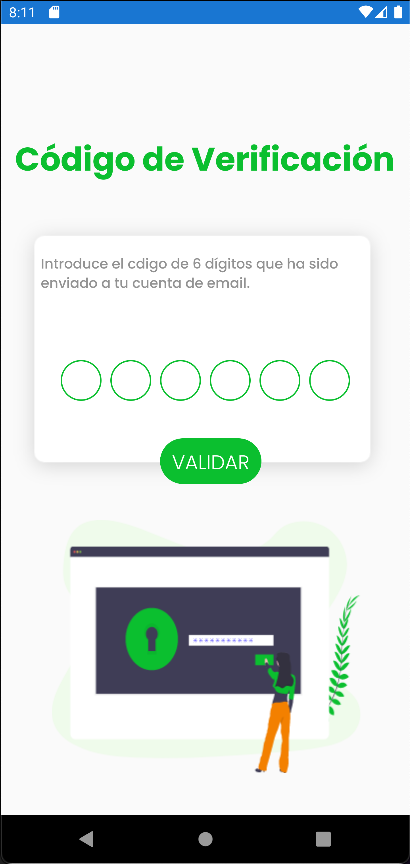 8:11
Código de Verificación
Introduce el cdigo de 6 dígitos que ha sido
enviado a tu cuenta de email.
VALIDAR